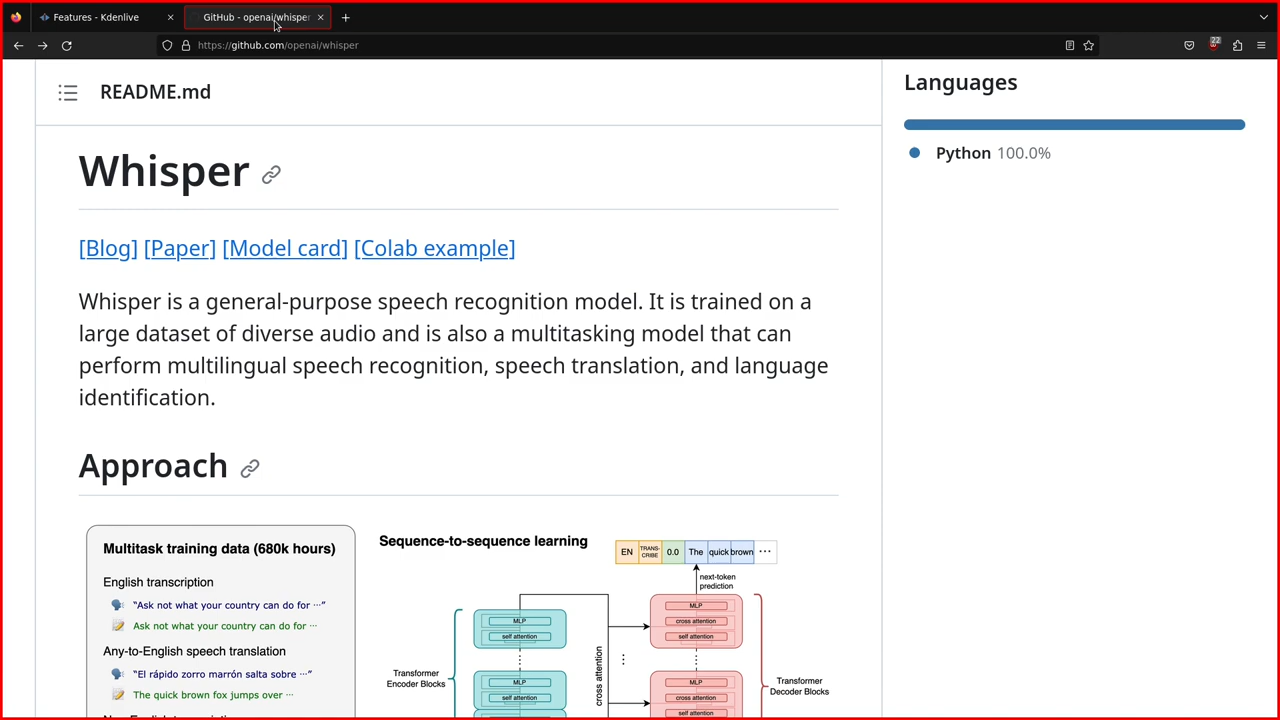 Features - Kdenlive
GitHub - openai/whisper
https://github.com/openai/whisper
22
README.md
Languages
Python 100.0%
Whisper
[Blog] [Paper] [Model card] [Colab example]
Whisper is a general-purpose speech recognition model. It is trained on a
large dataset of diverse audio and is also a multitasking model that can
perform multilingual speech recognition, speech translation, and language
identification.
Approach
Multitask training data (680k hours)
English transcription
“Ask not what your country can do for ⋯”
Ask not what your country can do for ⋯
Any-to-English speech translation
“El rápido zorro marrón salta sobre ⋯”
The quick brown fox jumps over ⋯
Sequence-to-sequence learning
EN
TRANS-
CRIBE
0.0
The
quick
brown
⋯
next-token
prediction
MLP
self attention
MLP
self attention
Transformer
Encoder Blocks
cross attention
MLP
cross attention
self attention
MLP
cross attention
self attention
Transformer
Decoder Blocks